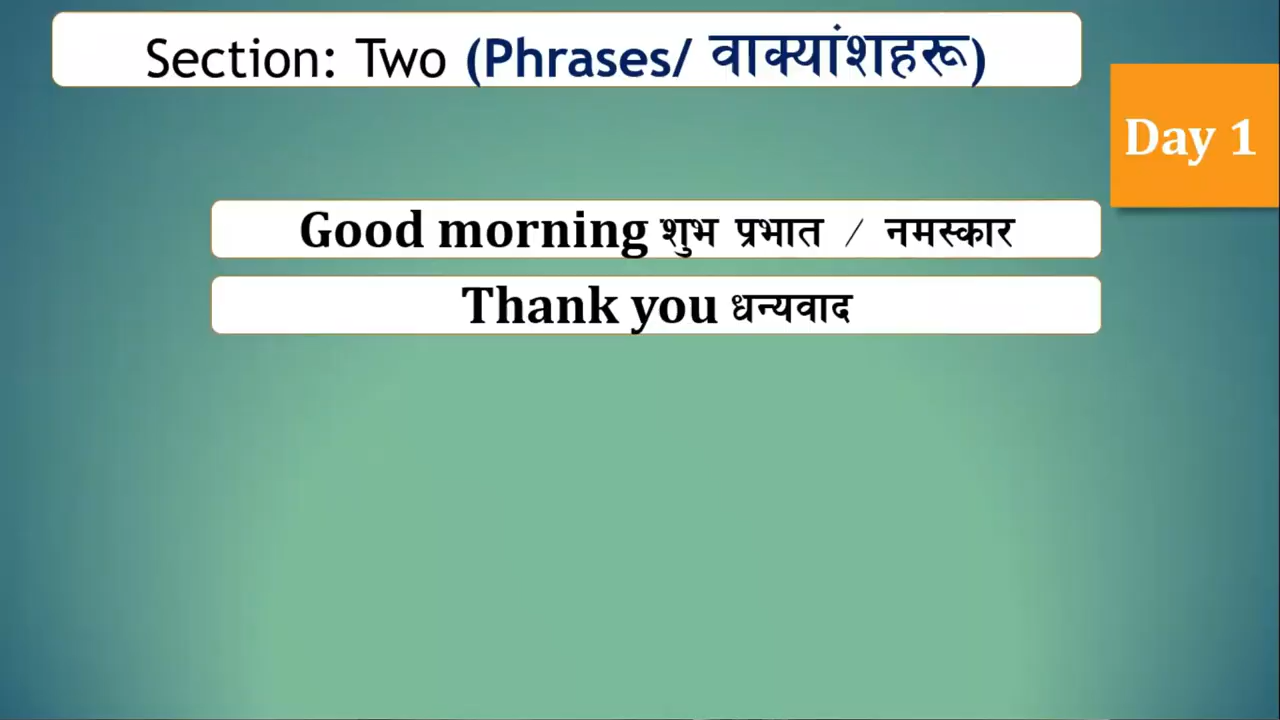 Section: Two (Phrases/ वाक्यांशहरू)
Day 1
Good morning शुभ प्रभात / नमस्कार
Thank you धन्यवाद